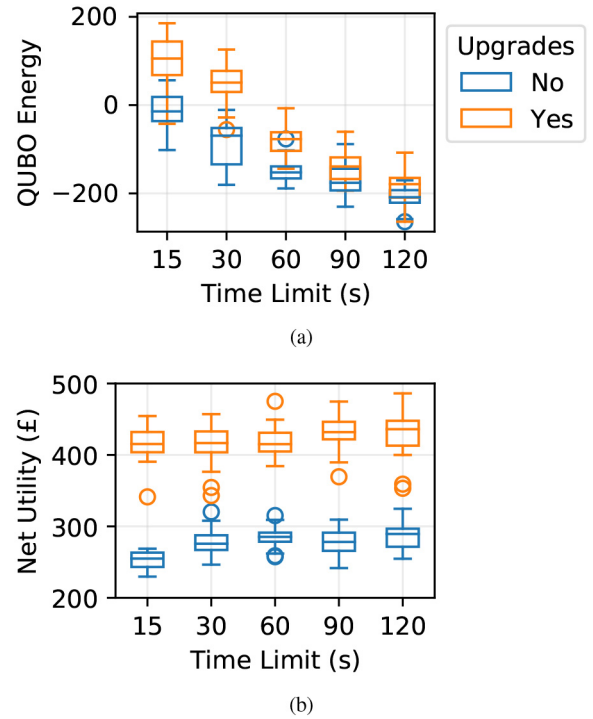 200
0
−200
QUBO Energy
15 30 60 90 120
Time Limit (s)
Upgrades
No
Yes
(a)
500
400
300
200
Net Utility (£)
15 30 60 90 120
Time Limit (s)
(b)